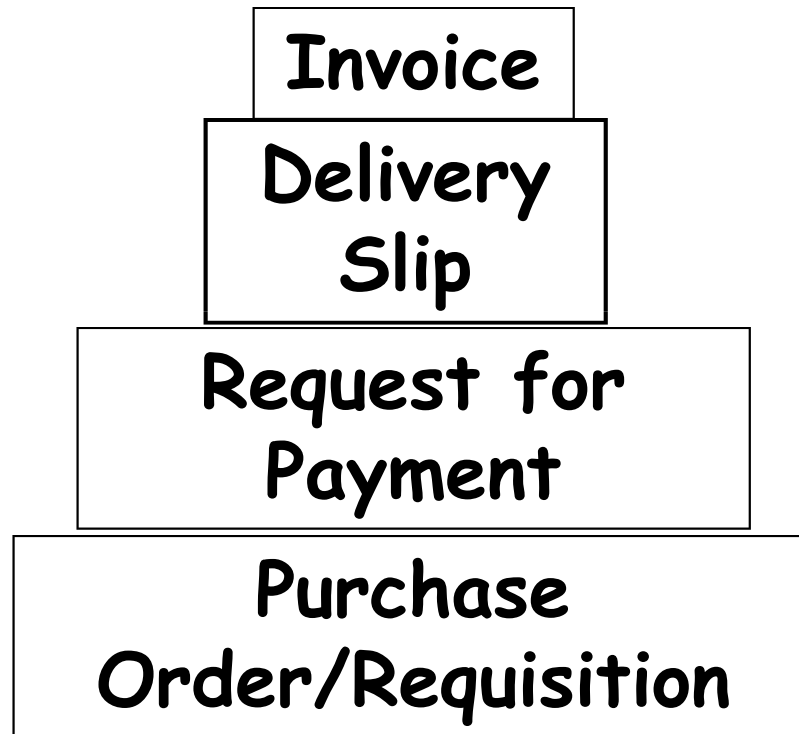 Invoice
Delivery
Slip
Request for
Payment
Purchase
Order/Requisition